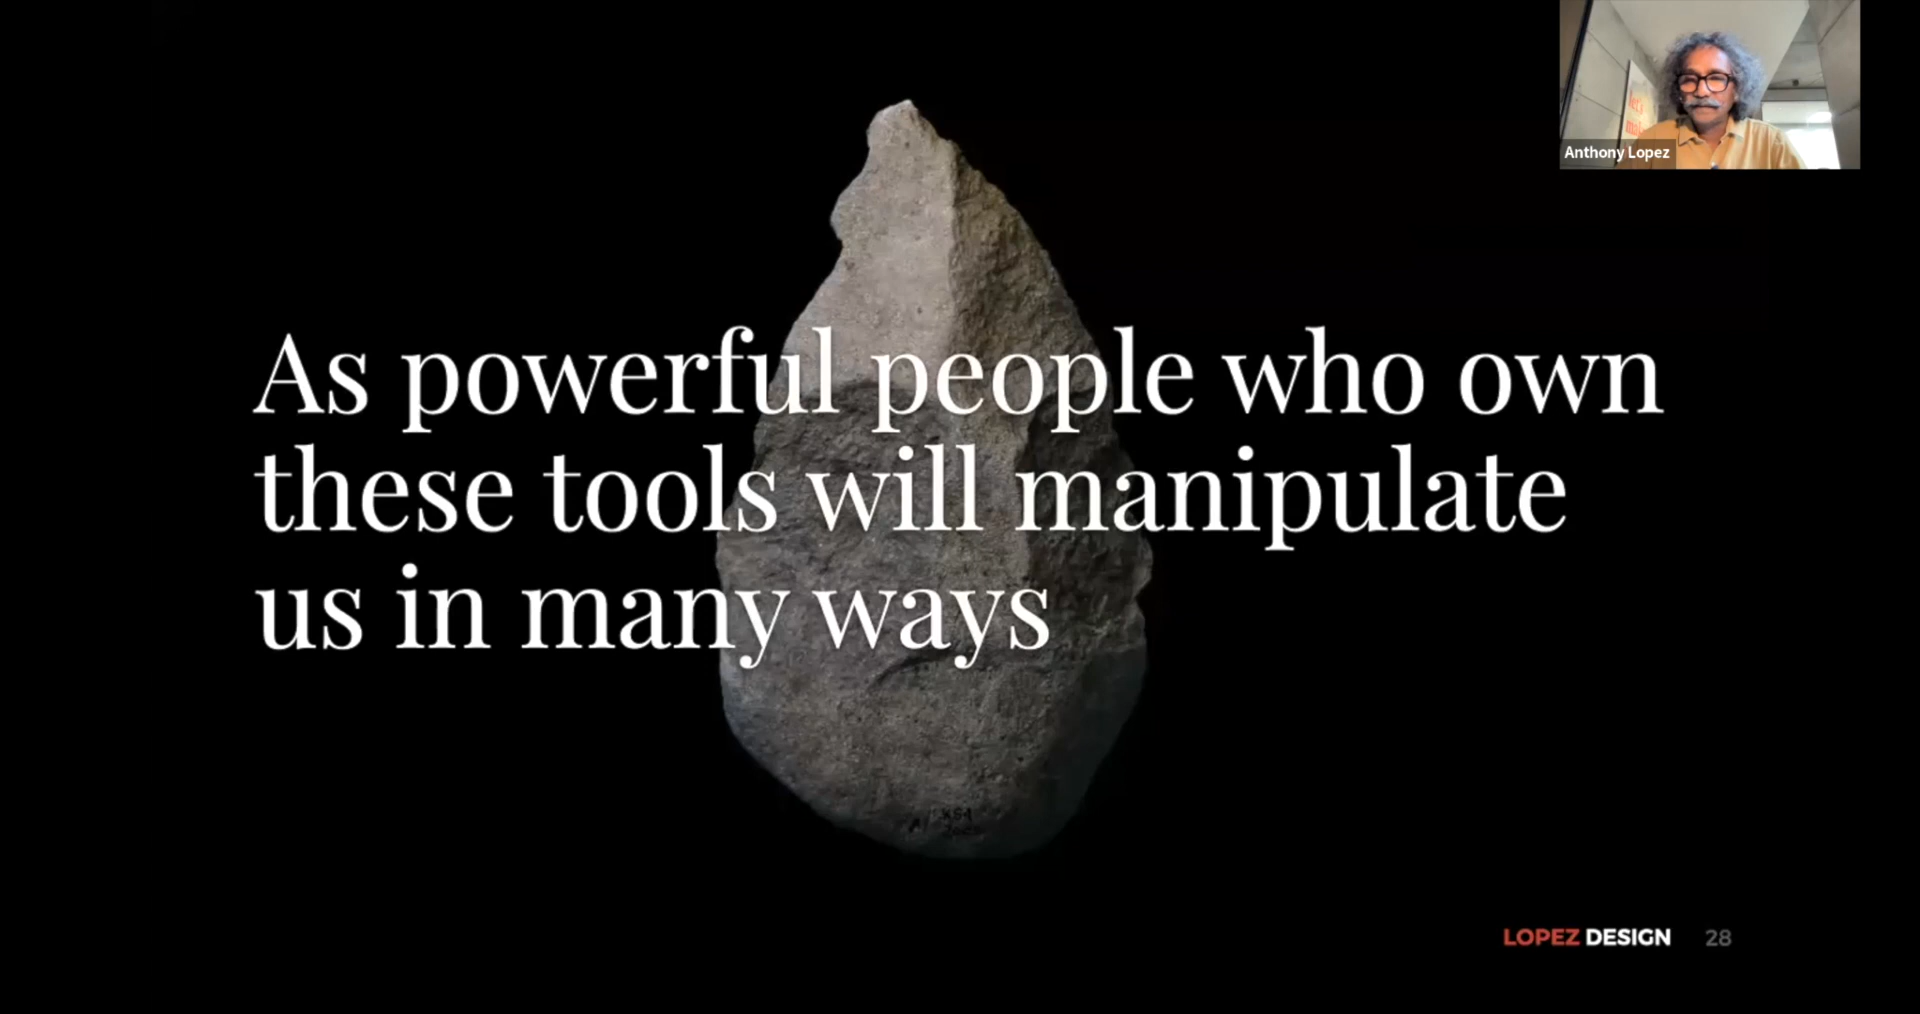 Anthony Lopez
As powerful people who own
these tools will manipulate
us in many ways
LOPEZ DESIGN 28